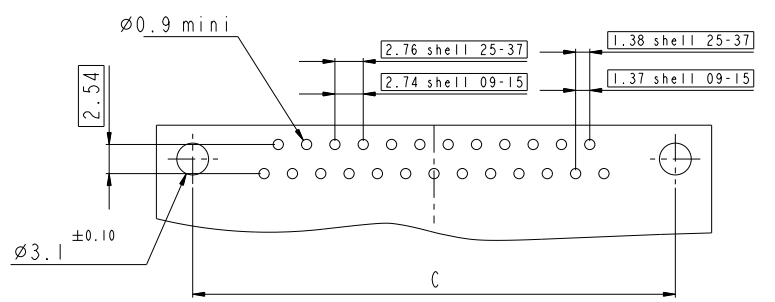 Ø0.9 mini
2.76 shell 25-37
1.38 shell 25-37
2.74 shell 09-15
1.37 shell 09-15
2.54
Ø3.1 ±0.10
C